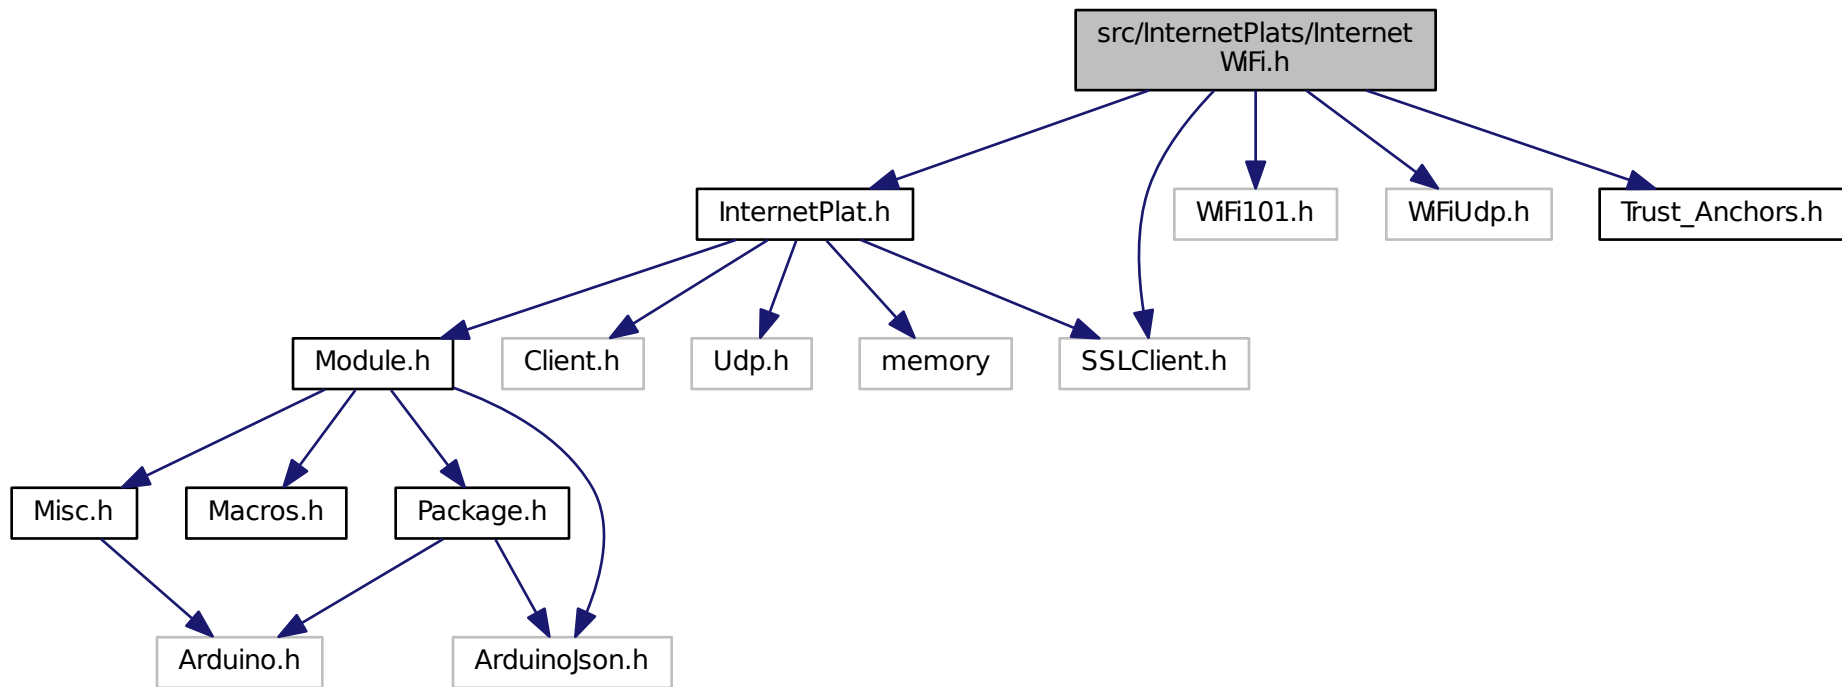 src/InternetPlats/Internet
WiFi.h
InternetPlat.h
WiFi101.h
WiFiUdp.h
Trust_Anchors.h
Module.h
Client.h
Udp.h
memory
SSLClient.h
Misc.h
Macros.h
Package.h
Arduino.h
ArduinoJson.h